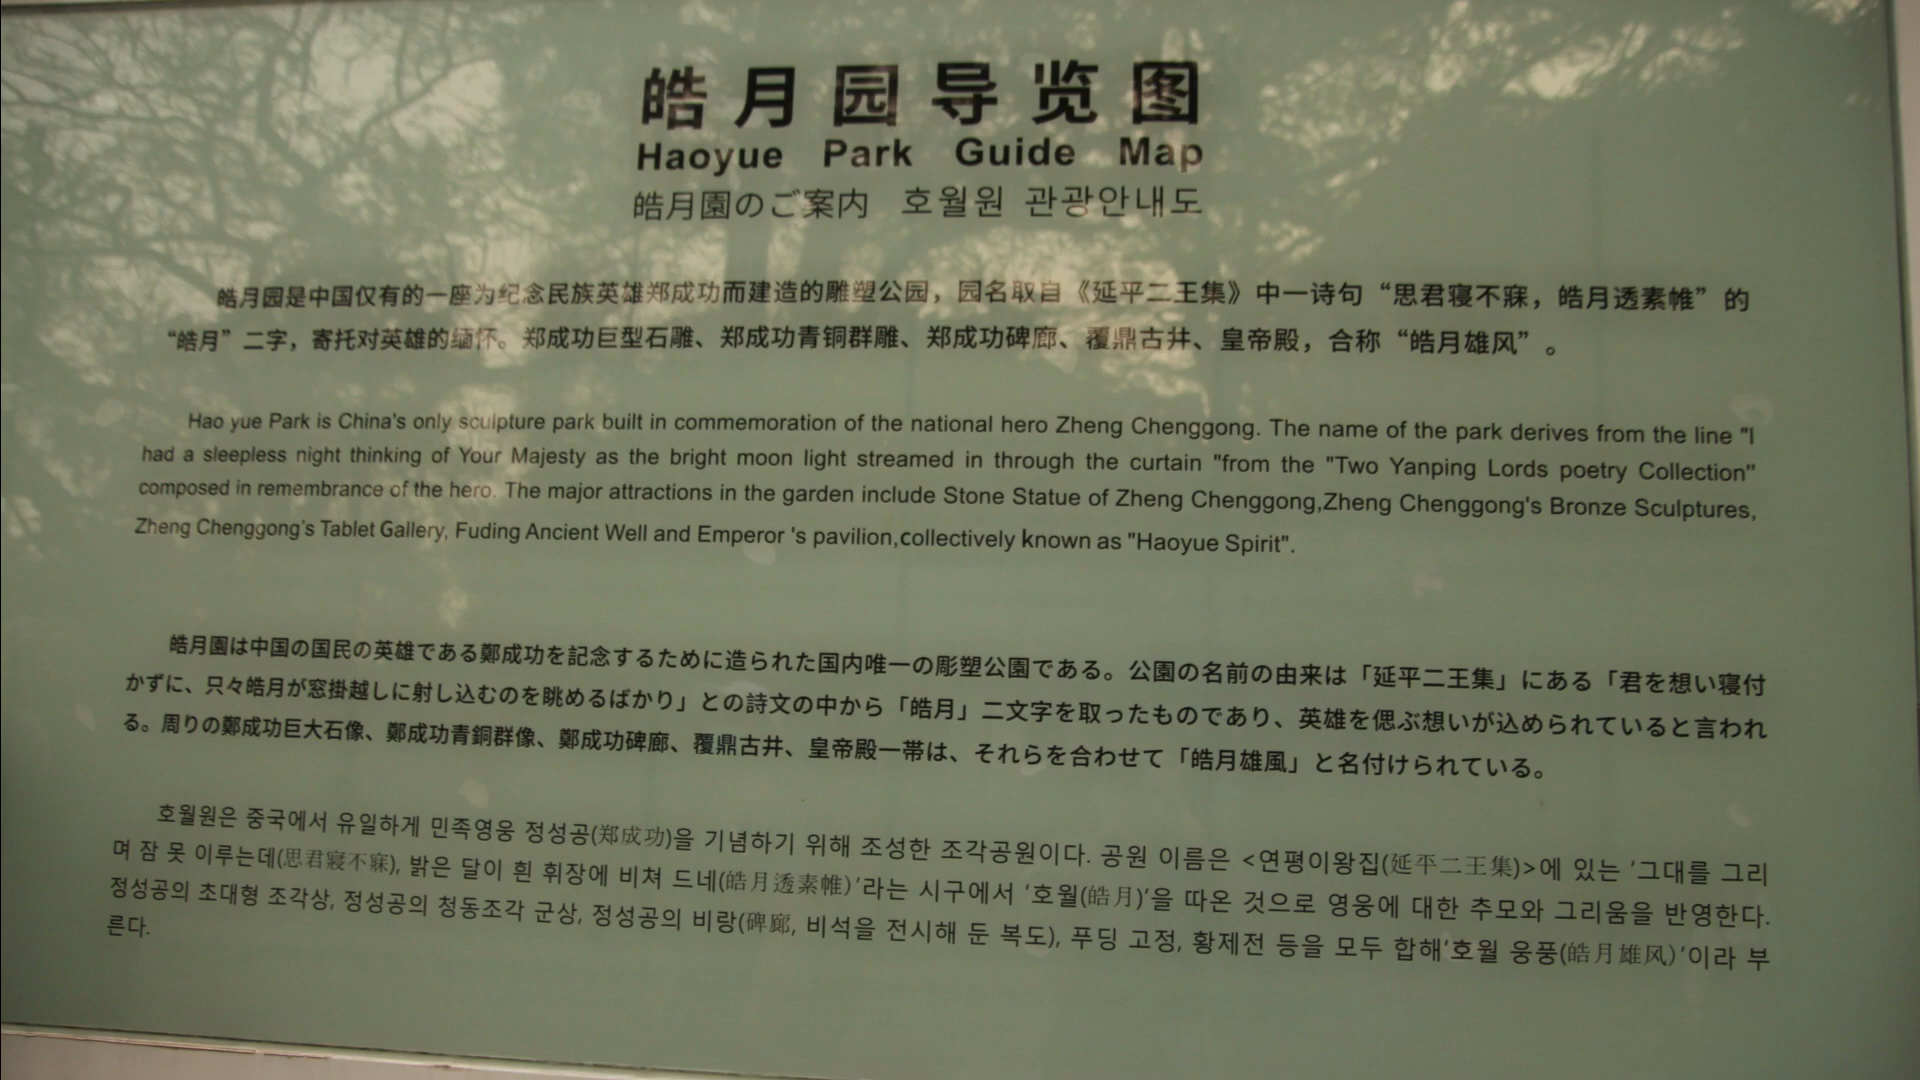 皓月园导览图
Haoyue Park Guide Map
皓月園のご案内 호월원 관광안내도
皓月园是中国仅有的一座为纪念民族英雄郑成功而建造的雕塑公园，园名取自《延平二王集》中一诗句“思君寝不寐，皓月透素帷”的
“皓月”二字，寄托对英雄的缅怀。郑成功巨型石雕、郑成功青铜群雕、郑成功碑廊、覆鼎古井、皇帝殿，合称“皓月雄风”。
Hao yue Park is China's only sculpture park built in commemoration of the national hero Zheng Chenggong. The name of the park derives from the line "I
had a sleepless night thinking of Your Majesty as the bright moon light streamed in through the curtain "from the "Two Yanping Lords poetry Collection"
composed in remembrance of the hero. The major attractions in the garden include Stone Statue of Zheng Chenggong,Zheng Chenggong's Bronze Sculptures,
Zheng Chenggong's Tablet Gallery, Fuding Ancient Well and Emperor 's pavilion,collectively known as "Haoyue Spirit".
皓月園は中国の国民の英雄である鄭成功を記念するために造られた国内唯一の彫塑公園である。公園の名前の由来は「延平二王集」にある「君を想い寝付
かずに、只々皓月が窓掛越しに射し込むのを眺めるばかり」との詩文の中から「皓月」二文字を取ったものであり、英雄を偲ぶ想いが込められていると言われ
る。周りの鄭成功巨大石像、鄭成功青銅群像、鄭成功碑廊、覆鼎古井、皇帝殿一帯は、それらを合わせて「皓月雄風」と名付けられている。
호월원은 중국에서 유일하게 민족영웅 정성공(郑成功)을 기념하기 위해 조성한 조각공원이다. 공원 이름은 <연평이왕집(延平二王集)>에 있는 ‘그대를 그리
며 잠 못 이루는데(思君寢不寐), 밝은 달이 흰 휘장에 비쳐 드네(皓月透素帷)’라는 시구에서 ‘호월(皓月)’을 따온 것으로 영웅에 대한 추모와 그리움을 반영한다.
정성공의 초대형 조각상, 정성공의 청동조각 군상, 정성공의 비랑(碑廊, 비석을 전시해 둔 복도), 푸딩 고정, 황제전 등을 모두 합해‘호월 웅풍(皓月雄风)’이라 부
른다.